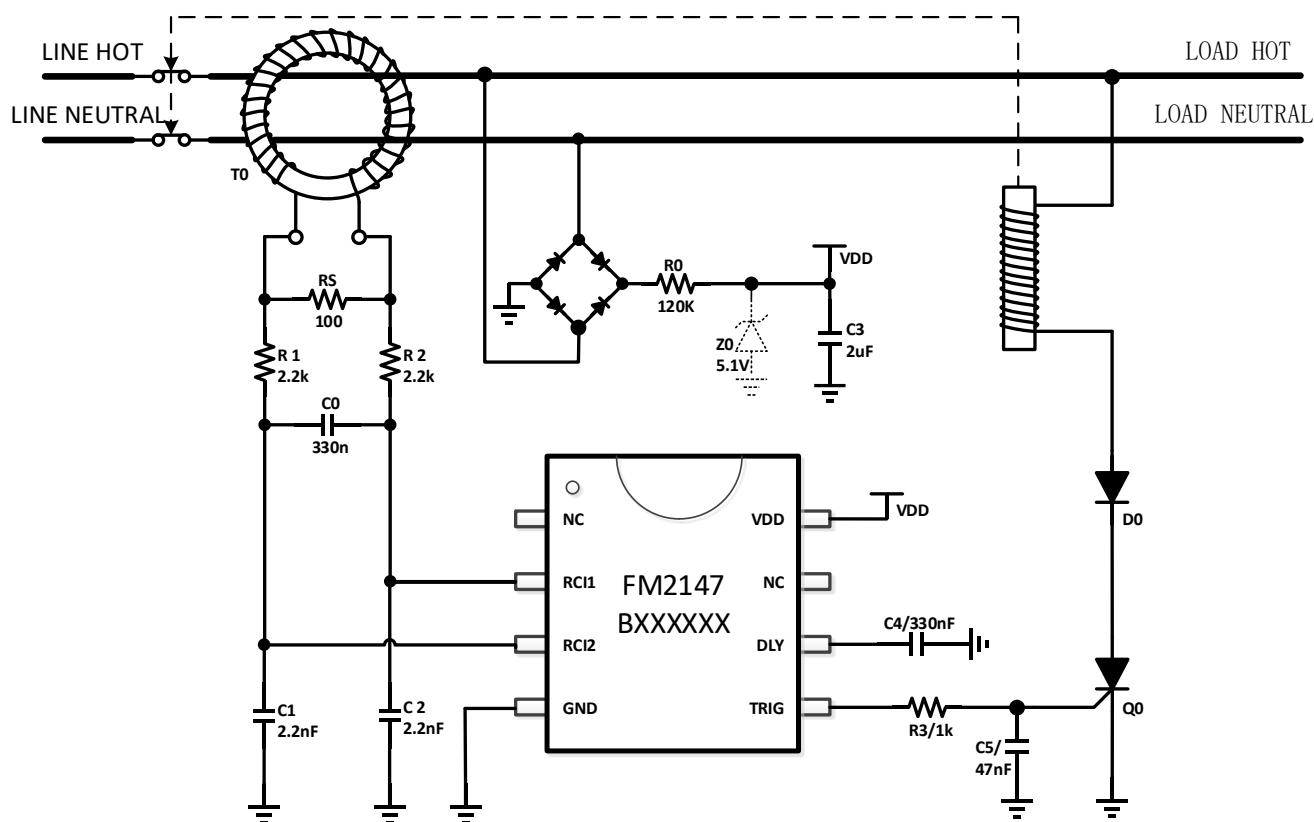 LINE HOT
LOAD HOT
LINE NEUTRAL
LOAD NEUTRAL
T0
RS
100
R0
120K
VDD
Z0
5.1V
C3
2uF
R 1
2.2k
R 2
2.2k
C0
330n
NC
VDD
VDD
D0
RCI1
NC
FM2147
BXXXXXX
RCI2
DLY
C4/330nF
GND
TRIG
R3/1k
Q0
C1
2.2nF
C 2
2.2nF
C5/
47nF